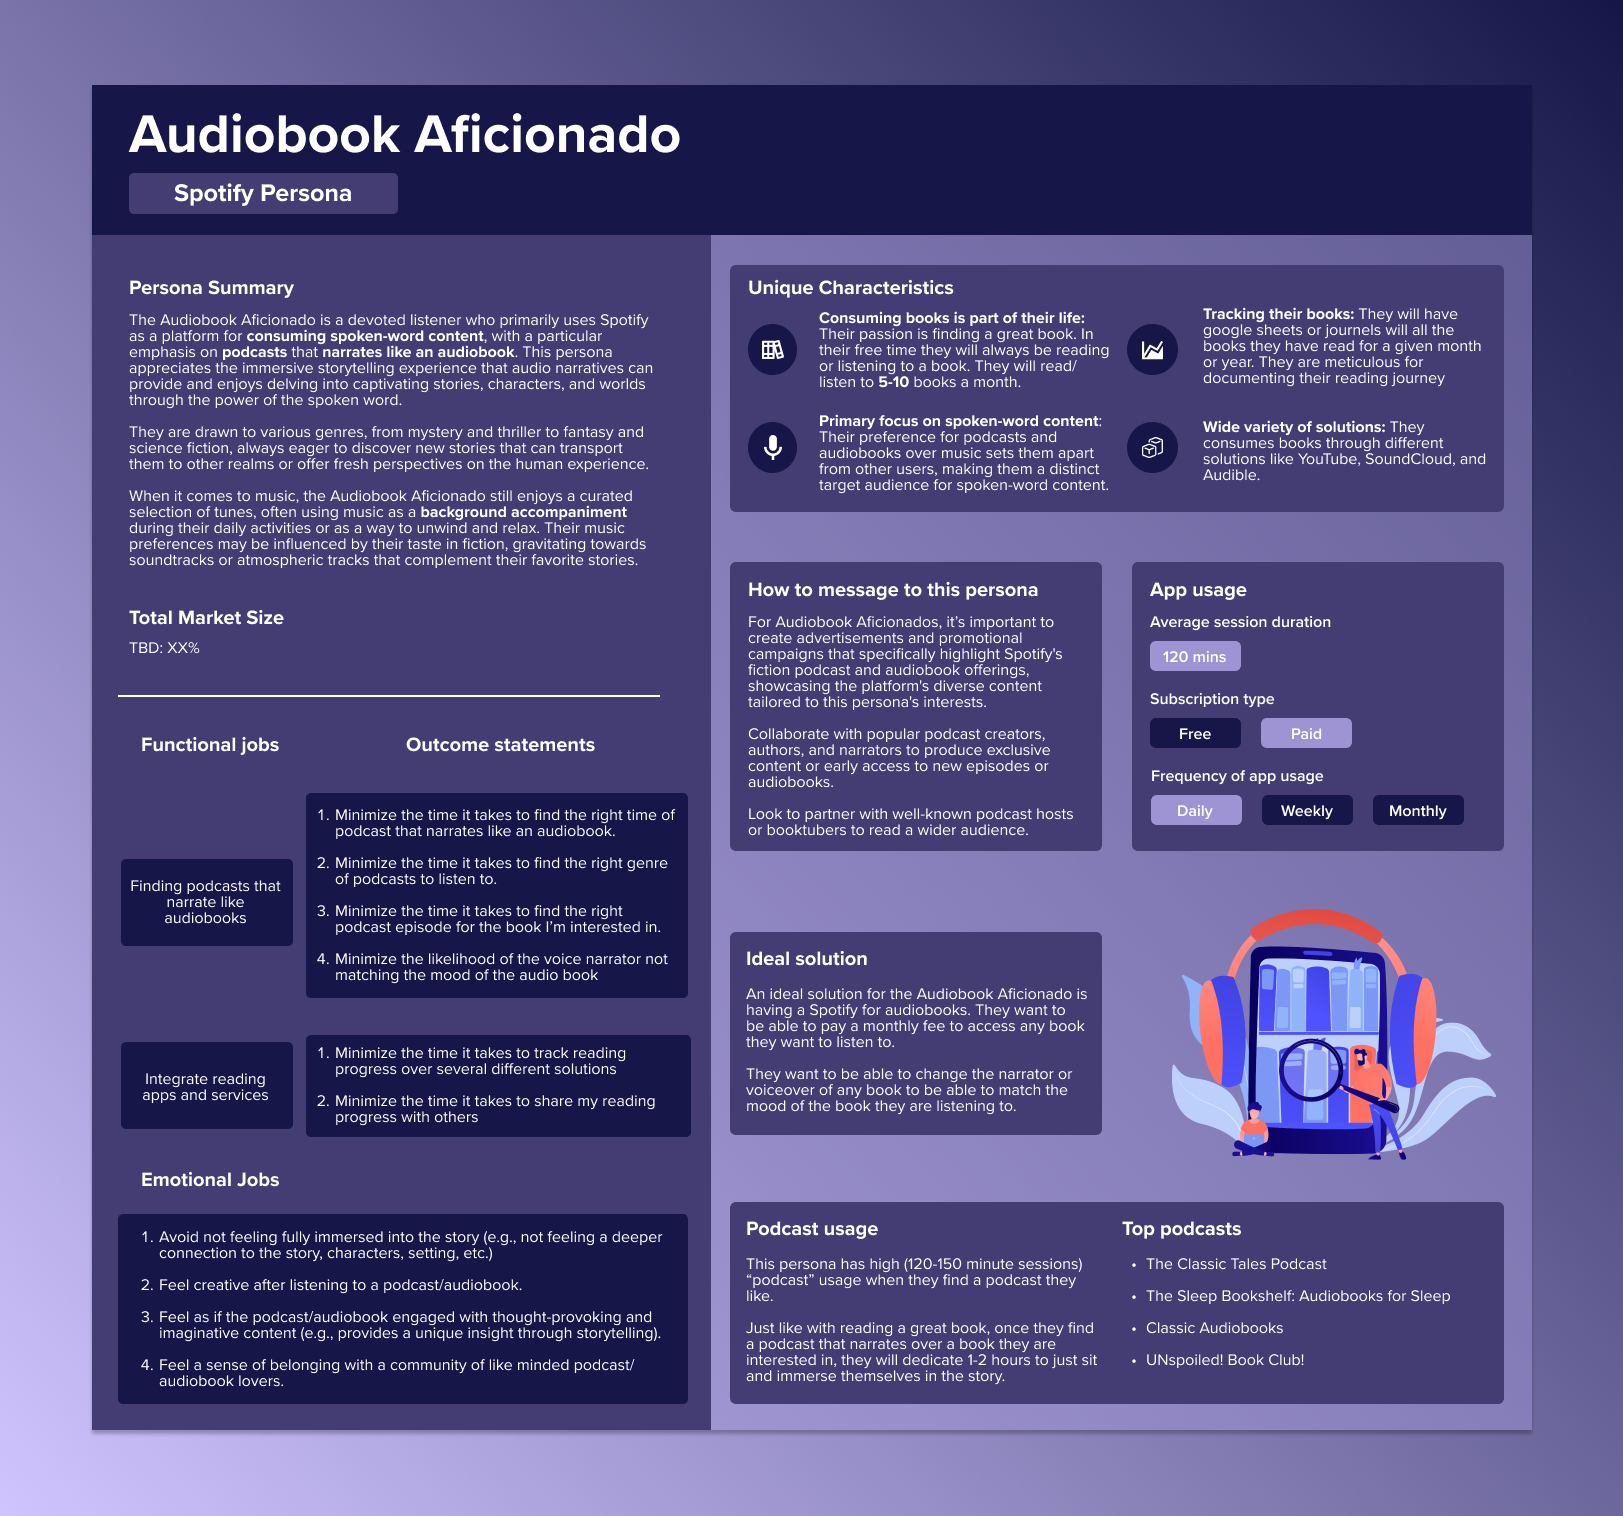 Audiobook Aficionado
Spotify Persona
Persona Summary
The Audiobook Aficionado is a devoted listener who primarily uses Spotify
as a platform for consuming spoken-word content, with a particular
emphasis on podcasts that narrates like an audiobook. This persona
appreciates the immersive storytelling experience that audio narratives can
provide and enjoys delving into captivating stories, characters, and worlds
through the power of the spoken word.
They are drawn to various genres, from mystery and thriller to fantasy and
science fiction, always eager to discover new stories that can transport
them to other realms or offer fresh perspectives on the human experience.
When it comes to music, the Audiobook Aficionado still enjoys a curated
selection of tunes, often using music as a background accompaniment
during their daily activities or as a way to unwind and relax. Their music
preferences may be influenced by their taste in fiction, gravitating towards
soundtracks or atmospheric tracks that complement their favorite stories.
Total Market Size
TBD: XX%
Functional jobs
Outcome statements
Finding podcasts that
narrate like
audiobooks
1. Minimize the time it takes to find the right time of
podcast that narrates like an audiobook.
2. Minimize the time it takes to find the right genre
of podcasts to listen to.
3. Minimize the time it takes to find the right
podcast episode for the book I'm interested in.
4. Minimize the likelihood of the voice narrator not
matching the mood of the audio book
Integrate reading
apps and services
1. Minimize the time it takes to track reading
progress over several different solutions
2. Minimize the time it takes to share my reading
progress with others
Emotional Jobs
1. Avoid not feeling fully immersed into the story (e.g., not feeling a deeper
connection to the story, characters, setting, etc.)
2. Feel creative after listening to a podcast/audiobook.
3. Feel as if the podcast/audiobook engaged with thought-provoking and
imaginative content (e.g., provides a unique insight through storytelling).
4. Feel a sense of belonging with a community of like minded podcast/
audiobook lovers.
Unique Characteristics
Consuming books is part of their life:
Their passion is finding a great book. In
their free time they will always be reading
or listening to a book. They will read/
listen to 5-10 books a month.
Tracking their books: They will have
google sheets or journels will all the
books they have read for a given month
or year. They are meticulous for
documenting their reading journey
Primary focus on spoken-word content:
Their preference for podcasts and
audiobooks over music sets them apart
from other users, making them a distinct
target audience for spoken-word content.
Wide variety of solutions: They
consumes books through different
solutions like YouTube, SoundCloud, and
Audible.
How to message to this persona
For Audiobook Aficionados, it's important to
create advertisements and promotional
campaigns that specifically highlight Spotify's
fiction podcast and audiobook offerings,
showcasing the platform's diverse content
tailored to this persona's interests.
Collaborate with popular podcast creators,
authors, and narrators to produce exclusive
content or early access to new episodes or
audiobooks.
Look to partner with well-known podcast hosts
or booktubers to read a wider audience.
App usage
Average session duration
120 mins
Subscription type
Free
Paid
Frequency of app usage
Daily
Weekly
Monthly
Ideal solution
An ideal solution for the Audiobook Aficionado is
having a Spotify for audiobooks. They want to
be able to pay a monthly fee to access any book
they want to listen to.
They want to be able to change the narrator or
voiceover of any book to be able to match the
mood of the book they are listening to.
Podcast usage
This persona has high (120-150 minute sessions)
“podcast” usage when they find a podcast they
like.
Just like with reading a great book, once they find
a podcast that narrates over a book they are
interested in, they will dedicate 1-2 hours to just sit
and immerse themselves in the story.
Top podcasts
• The Classic Tales Podcast
• The Sleep Bookshelf: Audiobooks for Sleep
• Classic Audiobooks
• UNspoiled! Book Club!